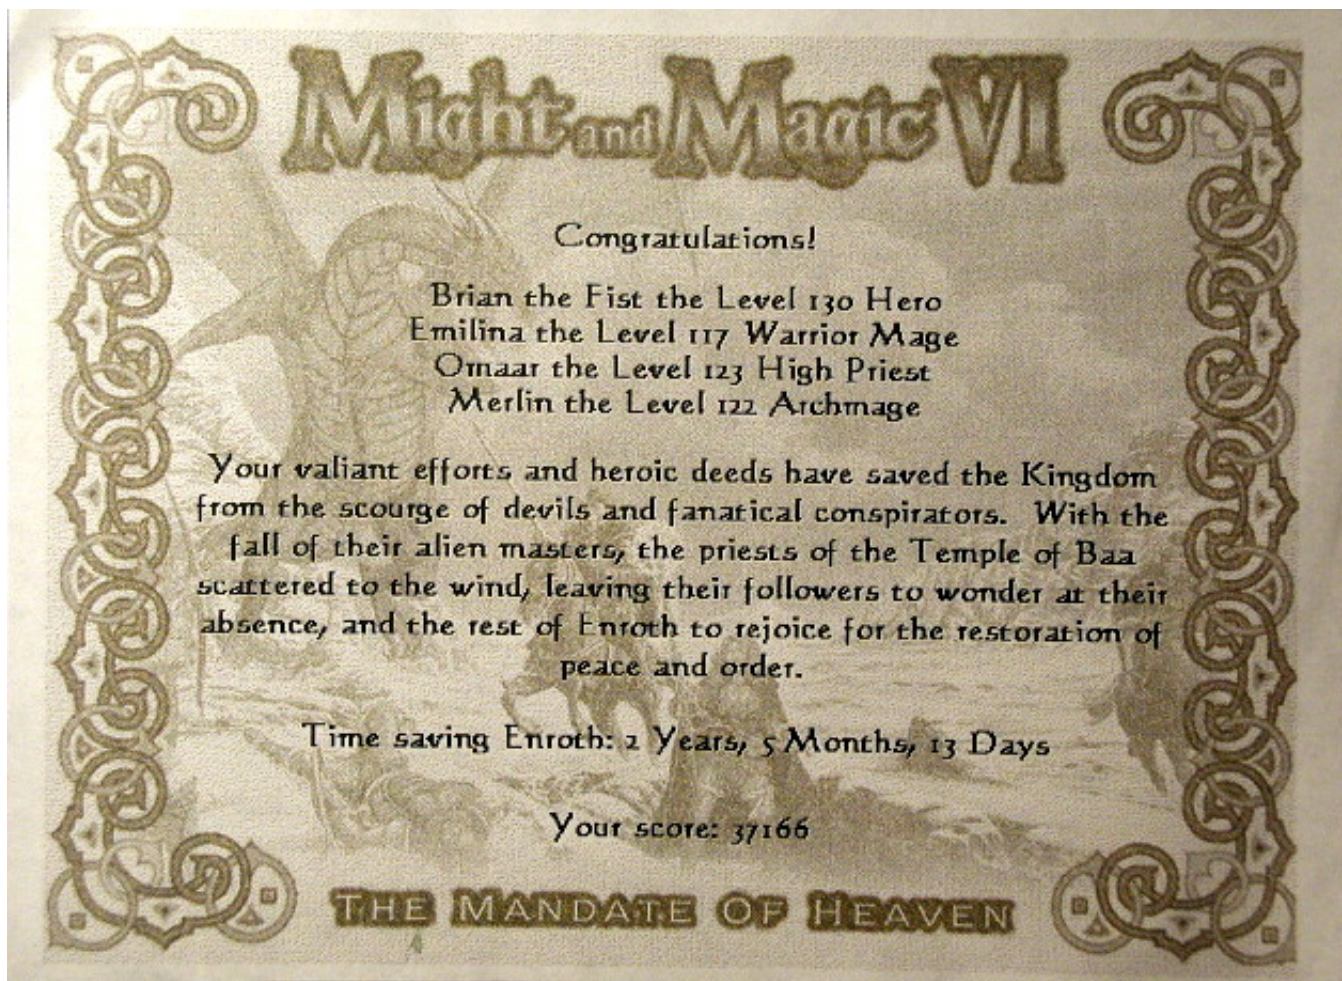 Might and Magic VI
Congratulations!
Brian the Fist the Level 130 Hero
Emilina the Level 117 Warrior Mage
Omaar the Level 123 High Priest
Merlin the Level 122 Archmage
Your valiant efforts and heroic deeds have saved the Kingdom
from the scourge of devils and fanatical conspirators. With the
fall of their alien masters, the priests of the Temple of Baa
scattered to the wind, leaving their followers to wonder at their
absence, and the rest of Enroth to rejoice for the restoration of
peace and order.
Time saving Enroth: 2 Years, 5 Months, 13 Days
Your score: 37166
THE MANDATE OF HEAVEN